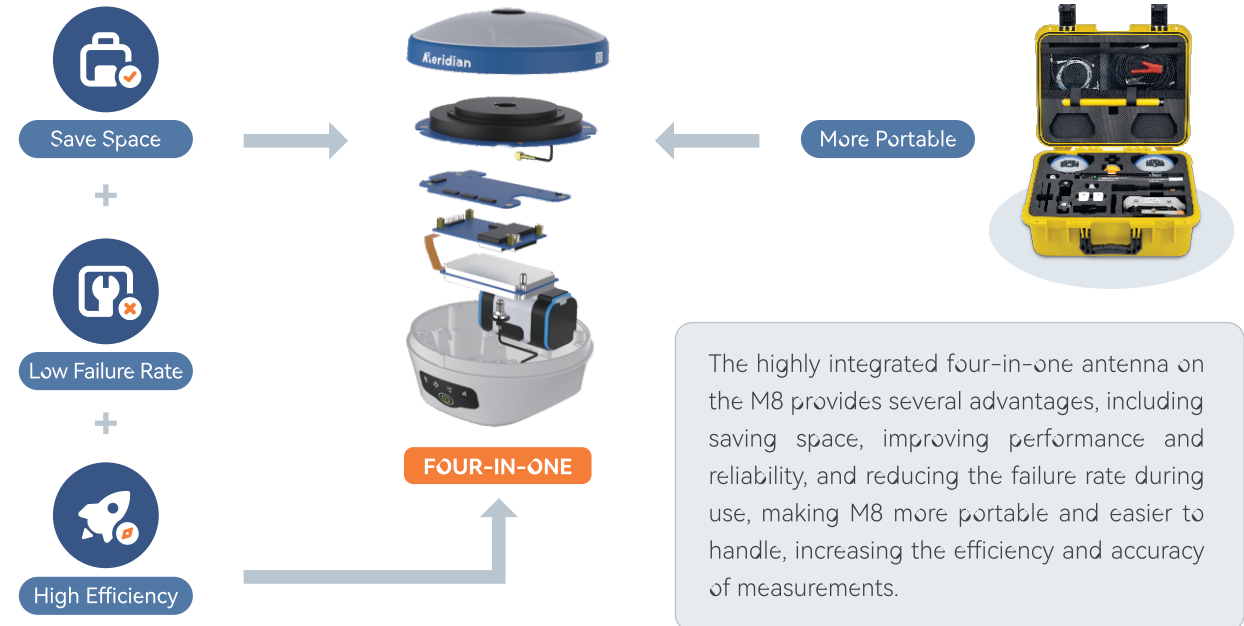 Meridian
Save Space
More Portable
Low Failure Rate
FOUR-IN-ONE
High Efficiency
The highly integrated four-in-one antenna on
the M8 provides several advantages, including
saving space, improving performance and
reliability, and reducing the failure rate during
use, making M8 more portable and easier to
handle, increasing the efficiency and accuracy
of measurements.